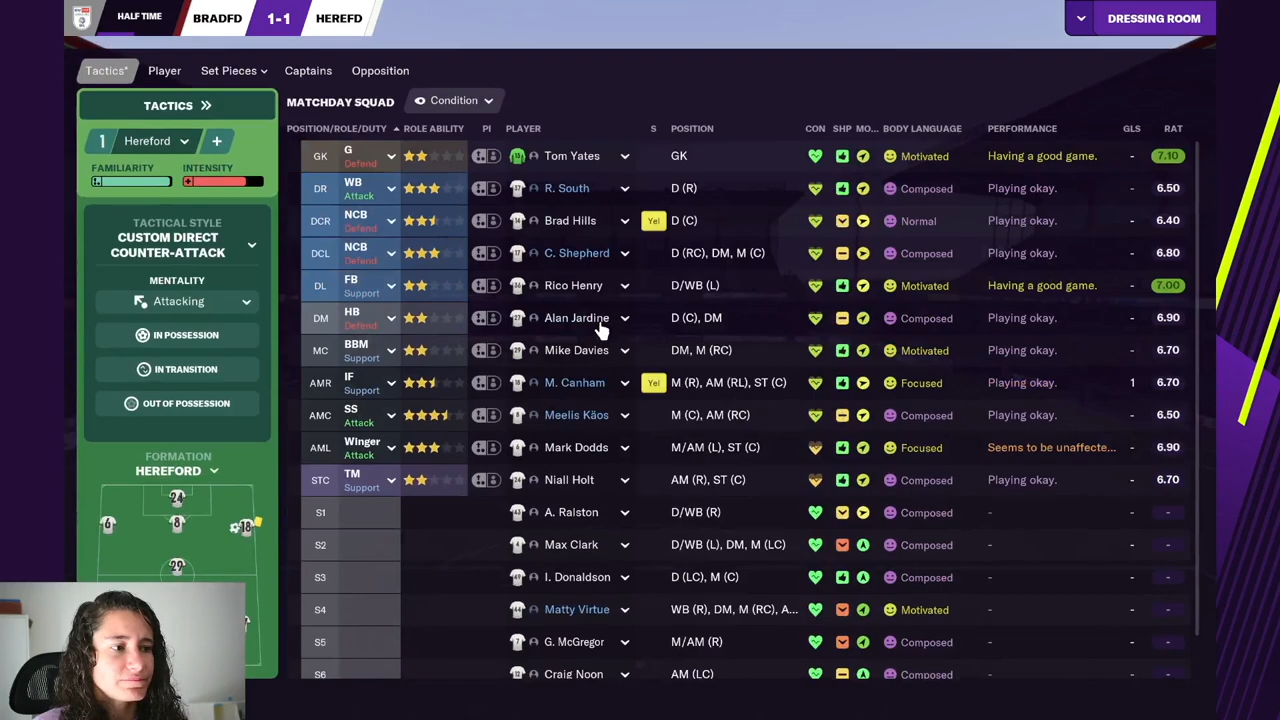 HALF TIME BRADFD 1-1 HEREFD DRESSING ROOM
Tactics* Player Set Pieces Captains Opposition
TACTICS
1 Hereford +
FAMILIARITY INTENSITY
TACTICAL STYLE
CUSTOM DIRECT
COUNTER-ATTACK
MENTALITY
Attacking
IN POSSESSION
IN TRANSITION
OUT OF POSSESSION
FORMATION
HEREFORD
24
6 8 18
29
MATCHDAY SQUAD Condition
POSITION/ROLE/DUTY ROLE ABILITY PI PLAYER S POSITION CON SHP MO... BODY LANGUAGE PERFORMANCE GLS RAT
GK G Defend Tom Yates GK Motivated Having a good game. - 7.10
DR WB Attack R. South D (R) Composed Playing okay. - 6.50
DCR NCB Defend Brad Hills Yel D (C) Normal Playing okay. - 6.40
DCL NCB Defend C. Shepherd D (RC), DM, M (C) Composed Playing okay. - 6.80
DL FB Support Rico Henry D/WB (L) Motivated Having a good game. - 7.00
DM HB Defend Alan Jardine D (C), DM Composed Playing okay. - 6.90
MC BBM Support Mike Davies DM, M (RC) Motivated Playing okay. - 6.70
AMR IF Support M. Canham Yel M (R), AM (RL), ST (C) Focused Playing okay. 1 6.70
AMC SS Attack Meelis Käos M (C), AM (RC) Composed Playing okay. - 6.50
AML Winger Attack Mark Dodds M/AM (L), ST (C) Focused Seems to be unaffecte... - 6.90
STC TM Support Niall Holt AM (R), ST (C) Composed Playing okay. - 6.70
S1 A. Ralston D/WB (R) Composed - - -
S2 Max Clark D/WB (L), DM, M (LC) Composed - - -
S3 I. Donaldson D (LC), M (C) Composed - - -
S4 Matty Virtue WB (R), DM, M (RC), A... Motivated - - -
S5 G. McGregor M/AM (R) Composed - - -
S6 Craig Noon AM (LC) Composed - - -